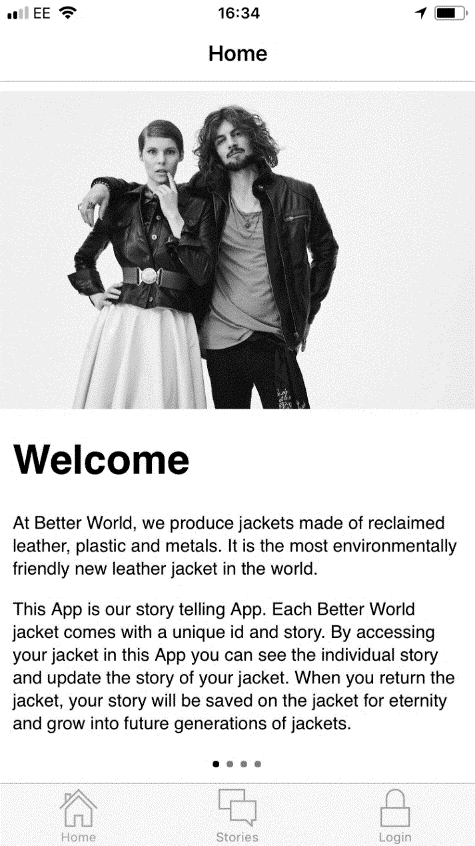 EE 16:34
Home
Welcome
At Better World, we produce jackets made of reclaimed
leather, plastic and metals. It is the most environmentally
friendly new leather jacket in the world.
This App is our story telling App. Each Better World
jacket comes with a unique id and story. By accessing
your jacket in this App you can see the individual story
and update the story of your jacket. When you return the
jacket, your story will be saved on the jacket for eternity
and grow into future generations of jackets.
Home Stories Login